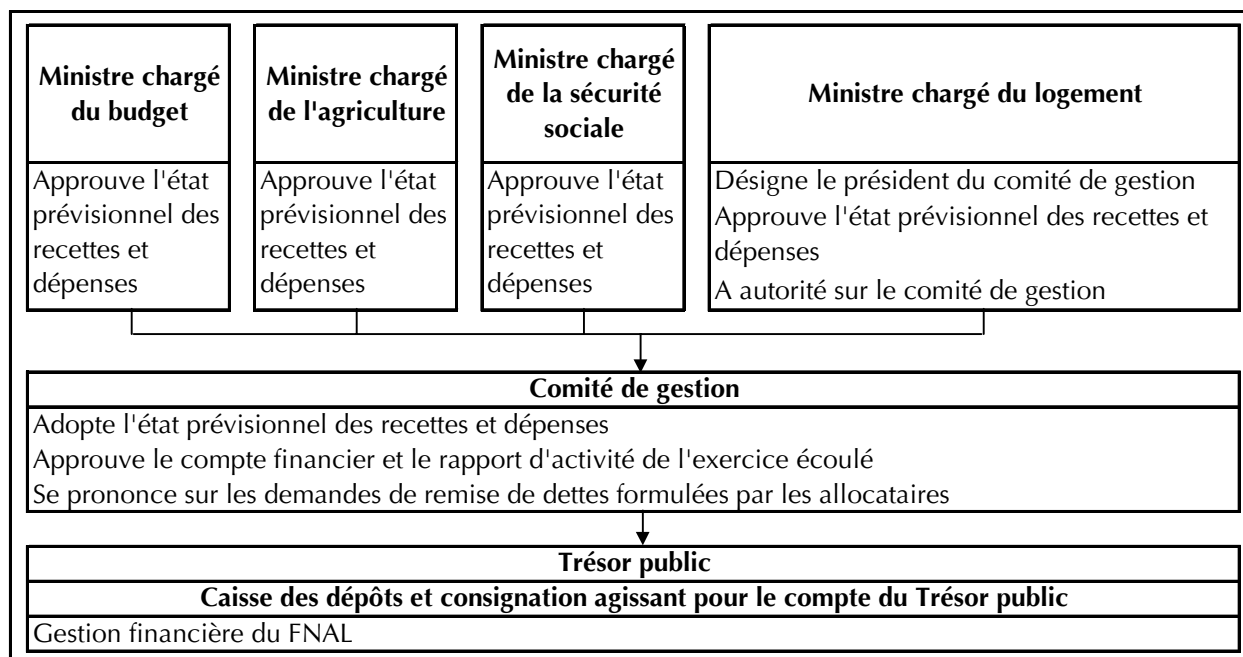 Ministre chargé
du budget
Ministre chargé
de l'agriculture
Ministre chargé
de la sécurité
sociale
Ministre chargé du logement
Approuve l'état
prévisionnel des
recettes et
dépenses
Approuve l'état
prévisionnel des
recettes et
dépenses
Approuve l'état
prévisionnel des
recettes et
dépenses
Désigne le président du comité de gestion
Approuve l'état prévisionnel des recettes et
dépenses
A autorité sur le comité de gestion
Comité de gestion
Adopte l'état prévisionnel des recettes et dépenses
Approuve le compte financier et le rapport d'activité de l'exercice écoulé
Se prononce sur les demandes de remise de dettes formulées par les allocataires
Trésor public
Caisse des dépôts et consignation agissant pour le compte du Trésor public
Gestion financière du FNAL